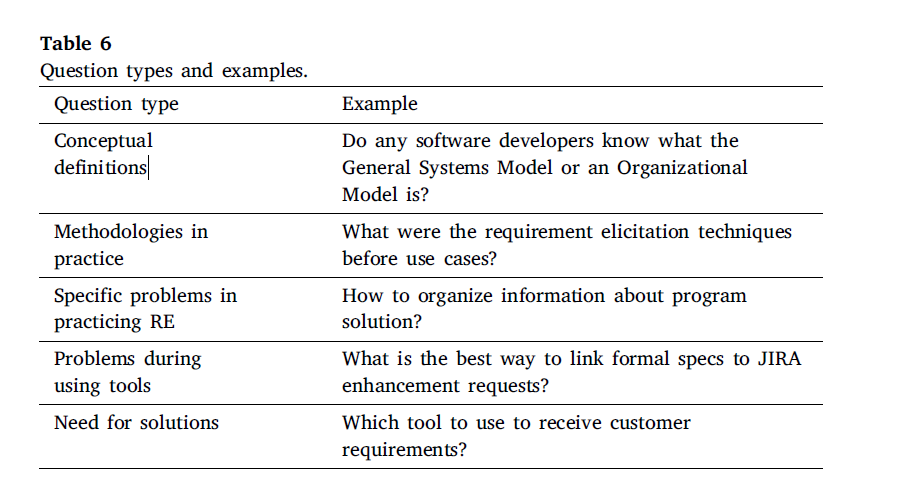 Table 6
Question types and examples.
Question type Example
Conceptual Do any software developers know what the
definitions General Systems Model or an Organizational
Model is?
Methodologies in What were the requirement elicitation techniques
practice before use cases?
Specific problems in How to organize information about program
practicing RE solution?
Problems during What is the best way to link formal specs to JIRA
using tools enhancement requests?
Need for solutions Which tool to use to receive customer
requirements?